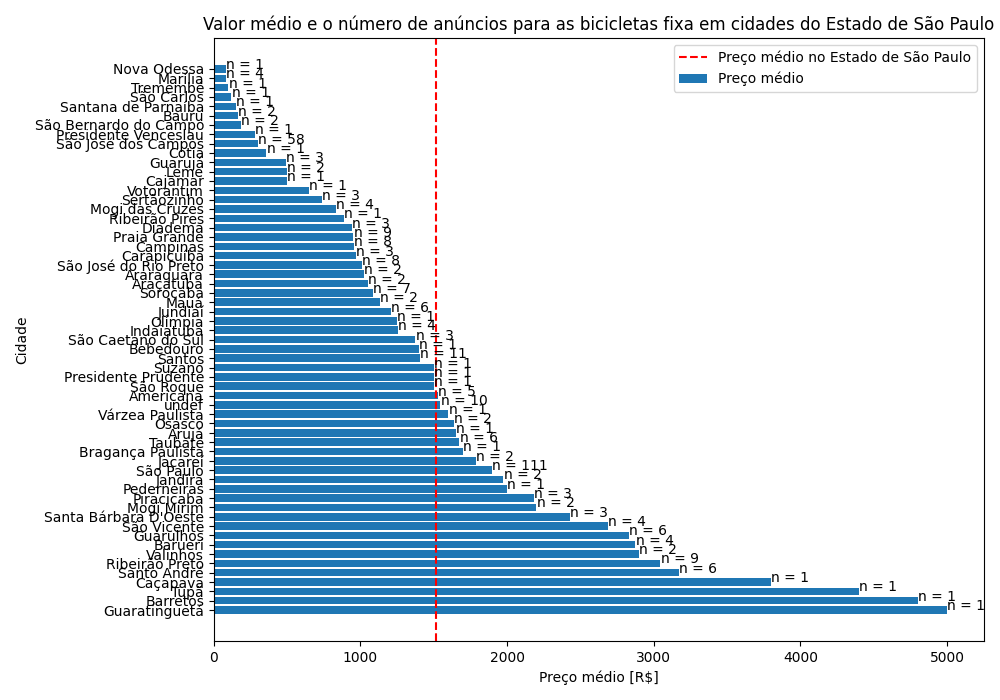 Valor médio e o número de anúncios para as bicicletas fixa em cidades do Estado de São Paulo
Preço médio no Estado de São Paulo
Preço médio
Nova Odessa n = 1
Marília n = 4
Tremembé n = 1
São Carlos n = 1
Santana de Parnaíba n = 1
Bauru n = 2
São Bernardo do Campo n = 2
Presidente Venceslau n = 1
São José dos Campos n = 58
Cotia n = 1
Guarujá n = 3
Leme n = 2
Cajamar n = 1
Votorantim n = 1
Sertãozinho n = 3
Mogi das Cruzes n = 4
Ribeirão Pires n = 1
Diadema n = 3
Praia Grande n = 9
Campinas n = 8
Carapicuíba n = 3
São José do Rio Preto n = 8
Araraquara n = 2
Araçatuba n = 2
Sorocaba n = 7
Mauá n = 2
Jundiaí n = 6
Olímpia n = 1
Indaiatuba n = 4
São Caetano do Sul n = 3
Bebedouro n = 1
Santos n = 11
Suzano n = 1
Presidente Prudente n = 1
São Roque n = 1
Americana n = 5
undef n = 10
Várzea Paulista n = 1
Osasco n = 2
Arujá n = 1
Taubaté n = 6
Bragança Paulista n = 1
Jacareí n = 2
São Paulo n = 111
Jandira n = 2
Pederneiras n = 1
Piracicaba n = 3
Mogi Mirim n = 2
Santa Bárbara D'Oeste n = 3
São Vicente n = 4
Guarulhos n = 6
Barueri n = 4
Valinhos n = 2
Ribeirão Preto n = 9
Santo André n = 6
Caçapava n = 1
Tupã n = 1
Barretos n = 1
Guaratinguetá n = 1
Cidade
0 1000 2000 3000 4000 5000
Preço médio [R$]